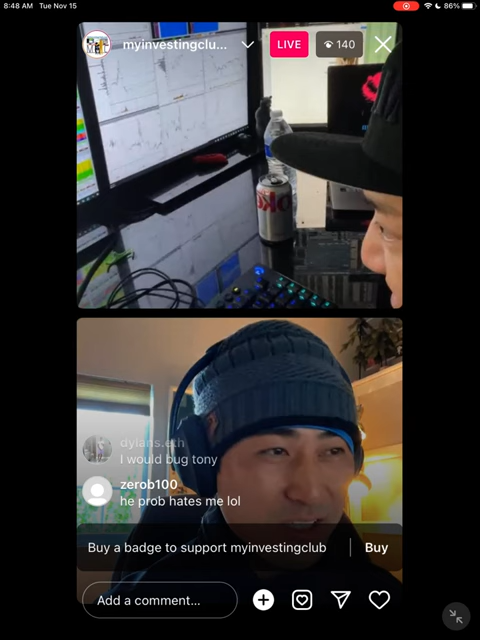 8:48 AM Tue Nov 15
86%
myinvestingclu...
LIVE
140
dylans.eth
I would bug tony
zerob100
he prob hates me lol
Buy a badge to support myinvestingclub
Buy
Add a comment...